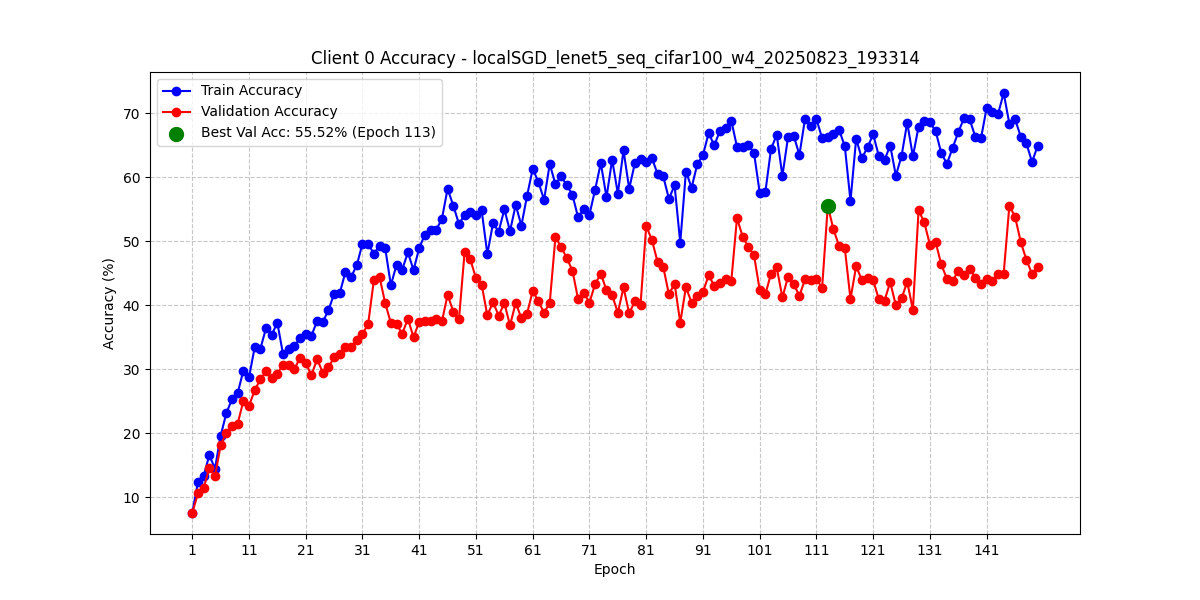 Client 0 Accuracy - localSGD_lenet5_seq_cifar100_w4_20250823_193314
Train Accuracy
Validation Accuracy
Best Val Acc: 55.52% (Epoch 113)
Accuracy (%)
70
60
50
40
30
20
10
1 11 21 31 41 51 61 71 81 91 101 111 121 131 141
Epoch